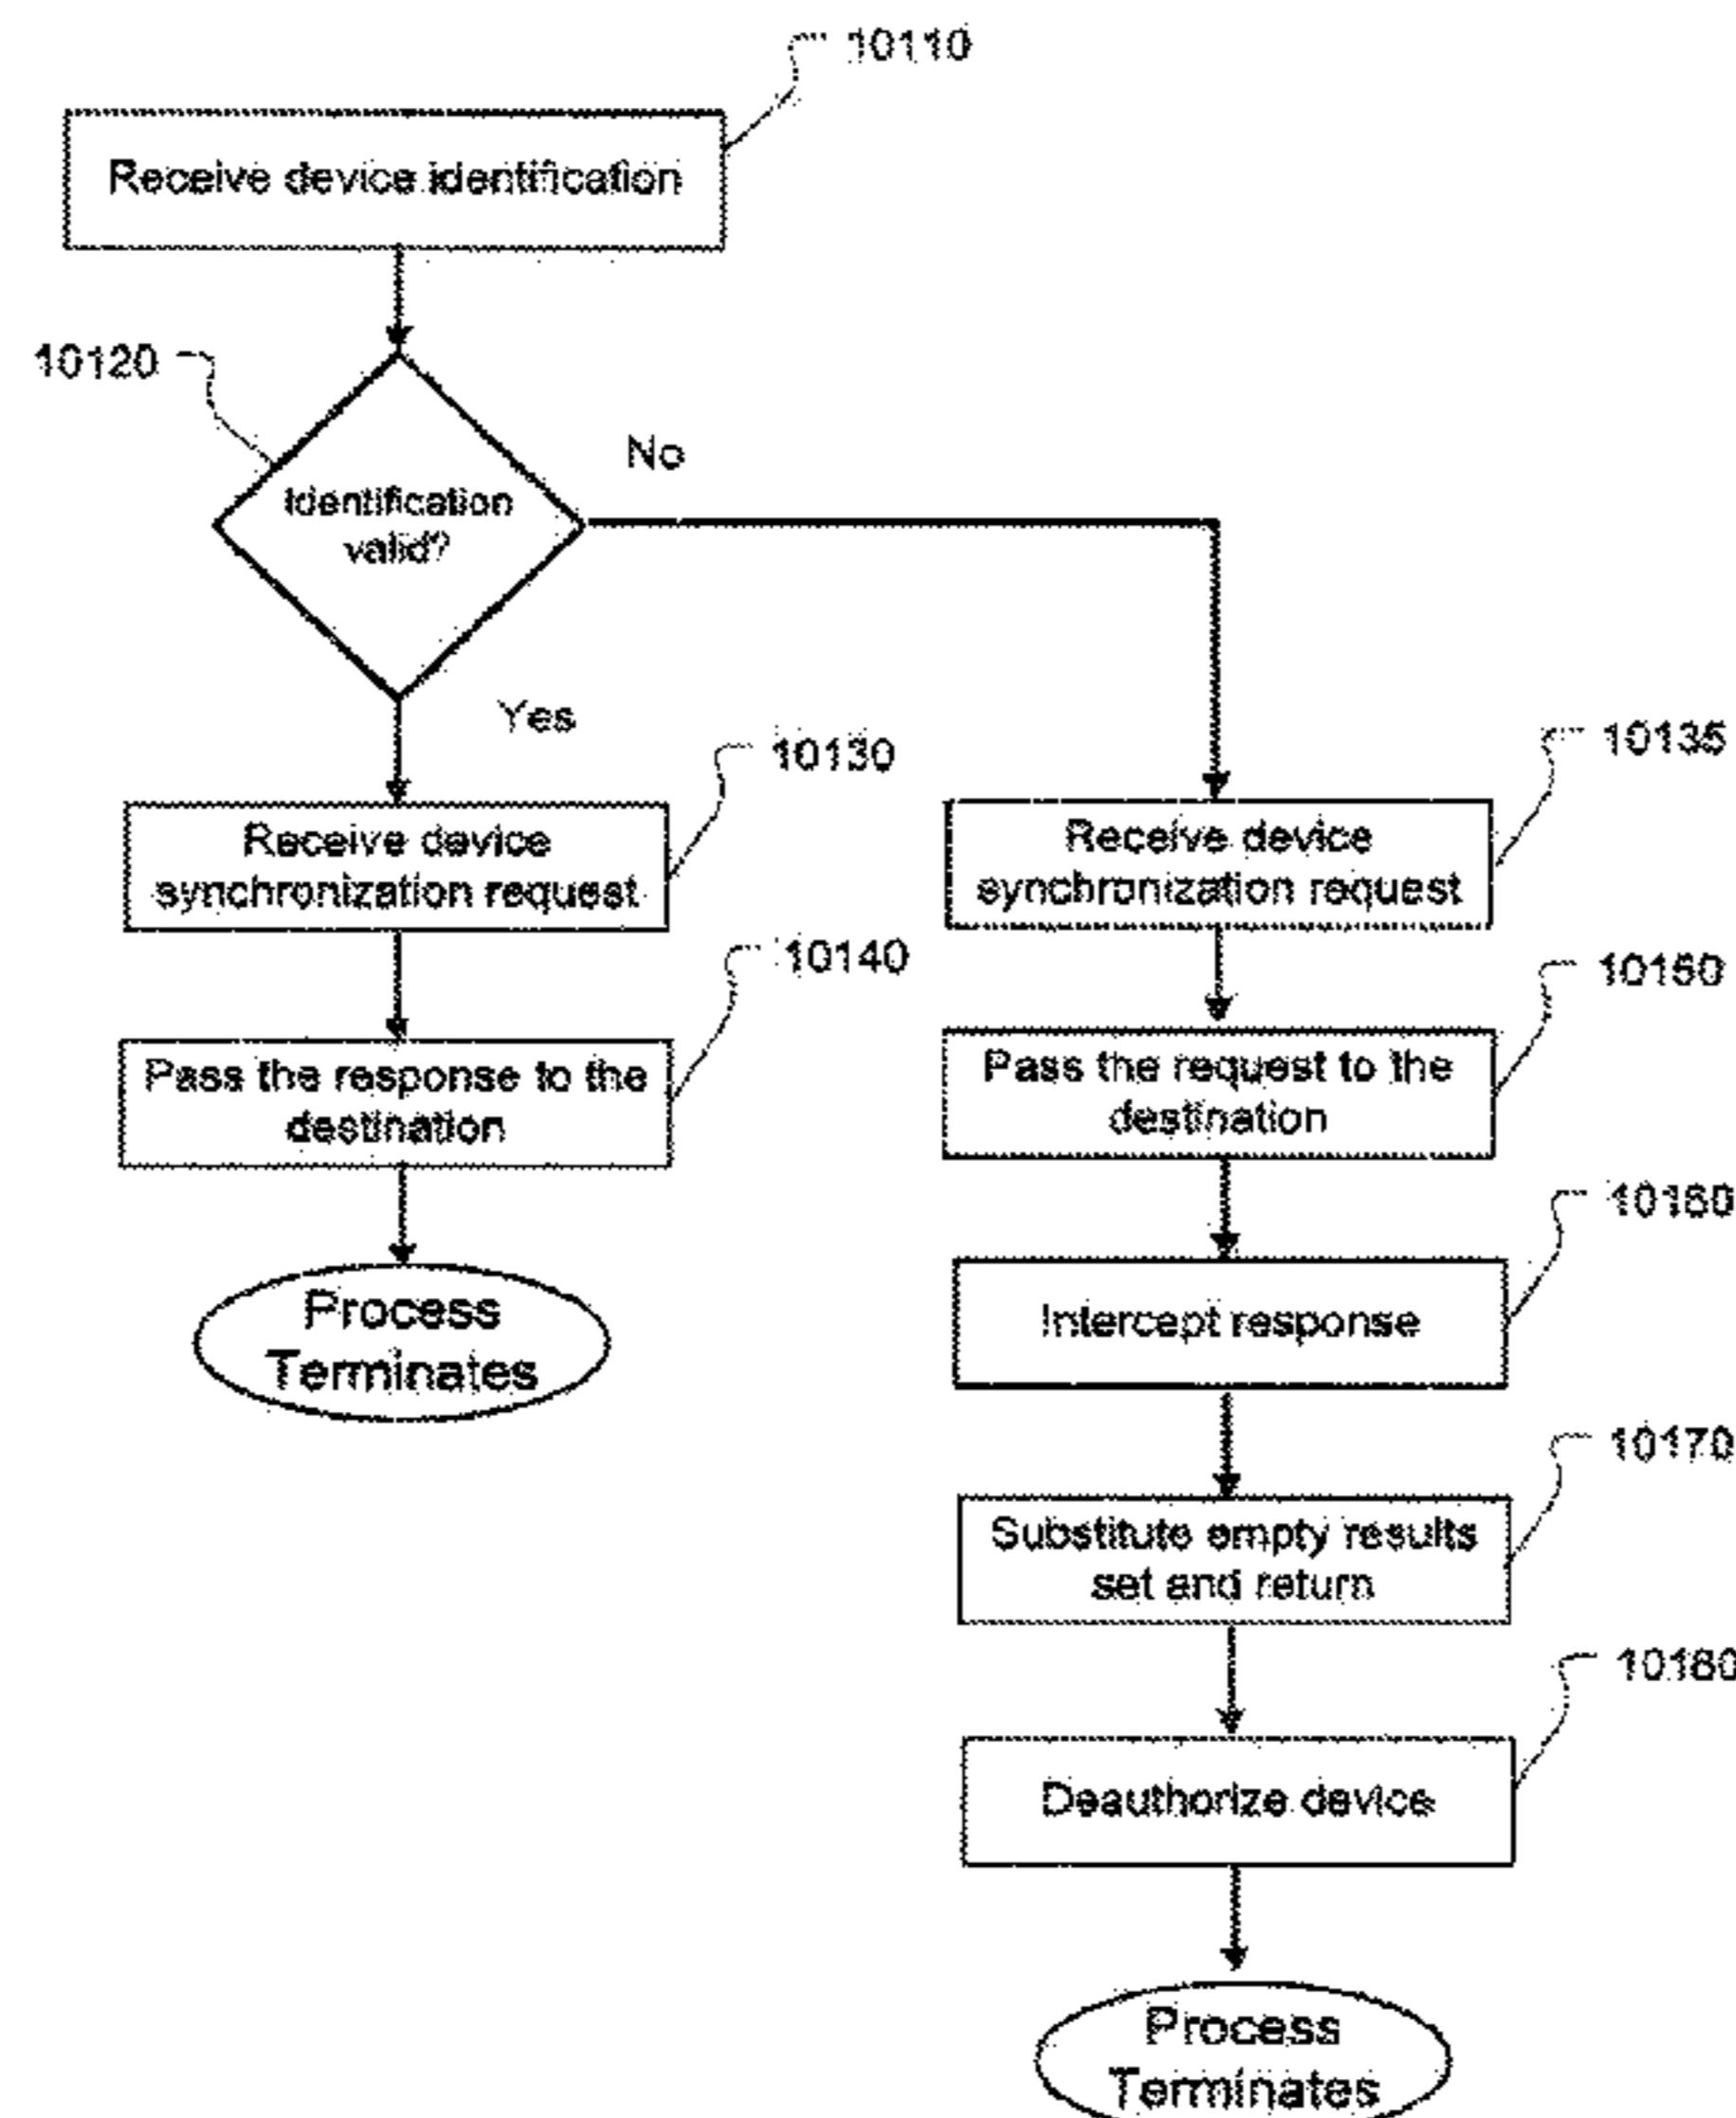 10110
Receive device identification
10120
Identification
valid?
No
Yes
10130
Receive device
synchronization request
10140
Pass the response to the
destination
Process
Terminates
10135
Receive device
synchronization request
Pass the request to the
destination
10160
Intercept response
10170
Substitute empty results
set and return
Deauthorize device
Process
Terminates